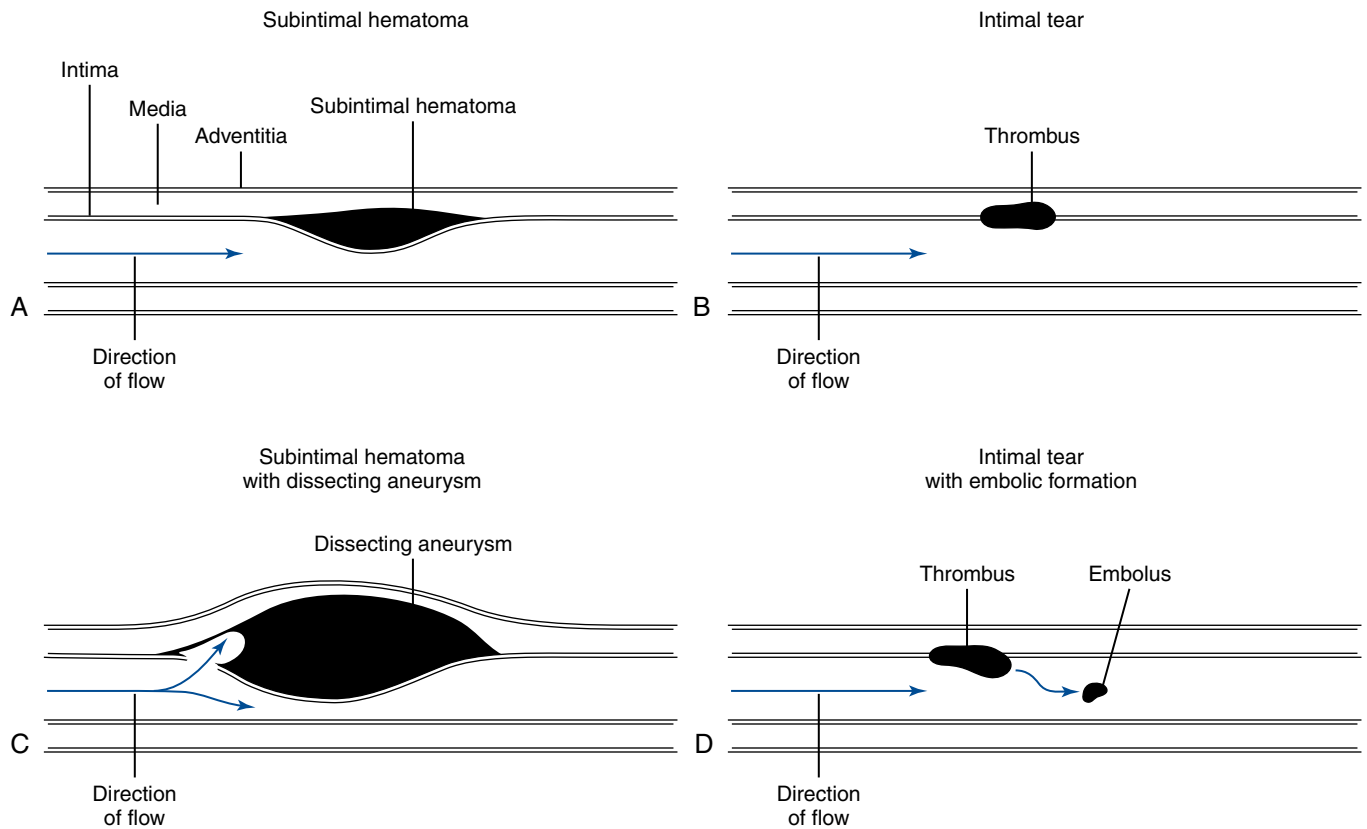 Subintimal hematoma
Intima
Media
Adventitia
Subintimal hematoma
A
Direction
of flow
Intimal tear
Thrombus
B
Direction
of flow
Subintimal hematoma
with dissecting aneurysm
Dissecting aneurysm
C
Direction
of flow
Intimal tear
with embolic formation
Thrombus
Embolus
D
Direction
of flow